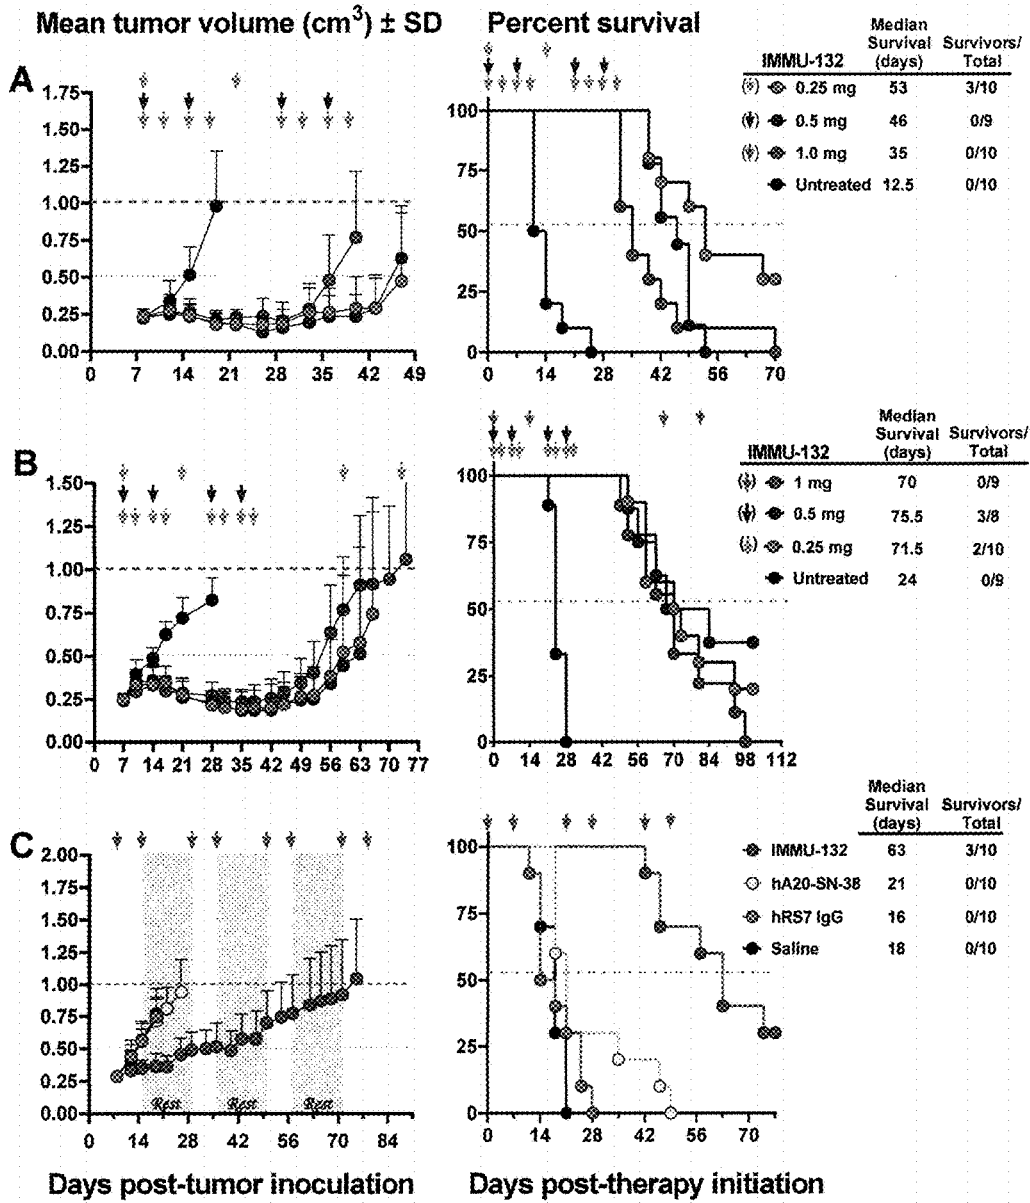 Mean tumor volume (cm³) ± SD
Percent survival
A
1.75
1.50
1.25
1.00
0.75
0.50
0.25
0.00
0 7 14 21 28 35 42 49
100
75
50
25
0
0 14 28 42 56 70
IMMU-132 Median Survival (days) Survivors/ Total
0.25 mg 53 3/10
0.5 mg 46 0/9
1.0 mg 35 0/10
Untreated 12.5 0/10
B
1.50
1.25
1.00
0.75
0.50
0.25
0.00
0 7 14 21 28 35 42 49 56 63 70 77
100
75
50
25
0
0 14 28 42 56 70 84 98 112
IMMU-132 Median Survival (days) Survivors/ Total
1 mg 70 0/9
0.5 mg 75.5 3/8
0.25 mg 71.5 2/10
Untreated 24 0/9
C
2.00
1.75
1.50
1.25
1.00
0.75
0.50
0.25
0.00
Rest Rest Rest
0 14 28 42 56 70 84
100
75
50
25
0
0 14 28 42 56 70
Median Survival (days) Survivors/ Total
IMMU-132 63 3/10
hA20-SN-38 21 0/10
hRS7 IgG 16 0/10
Saline 18 0/10
Days post-tumor inoculation
Days post-therapy initiation